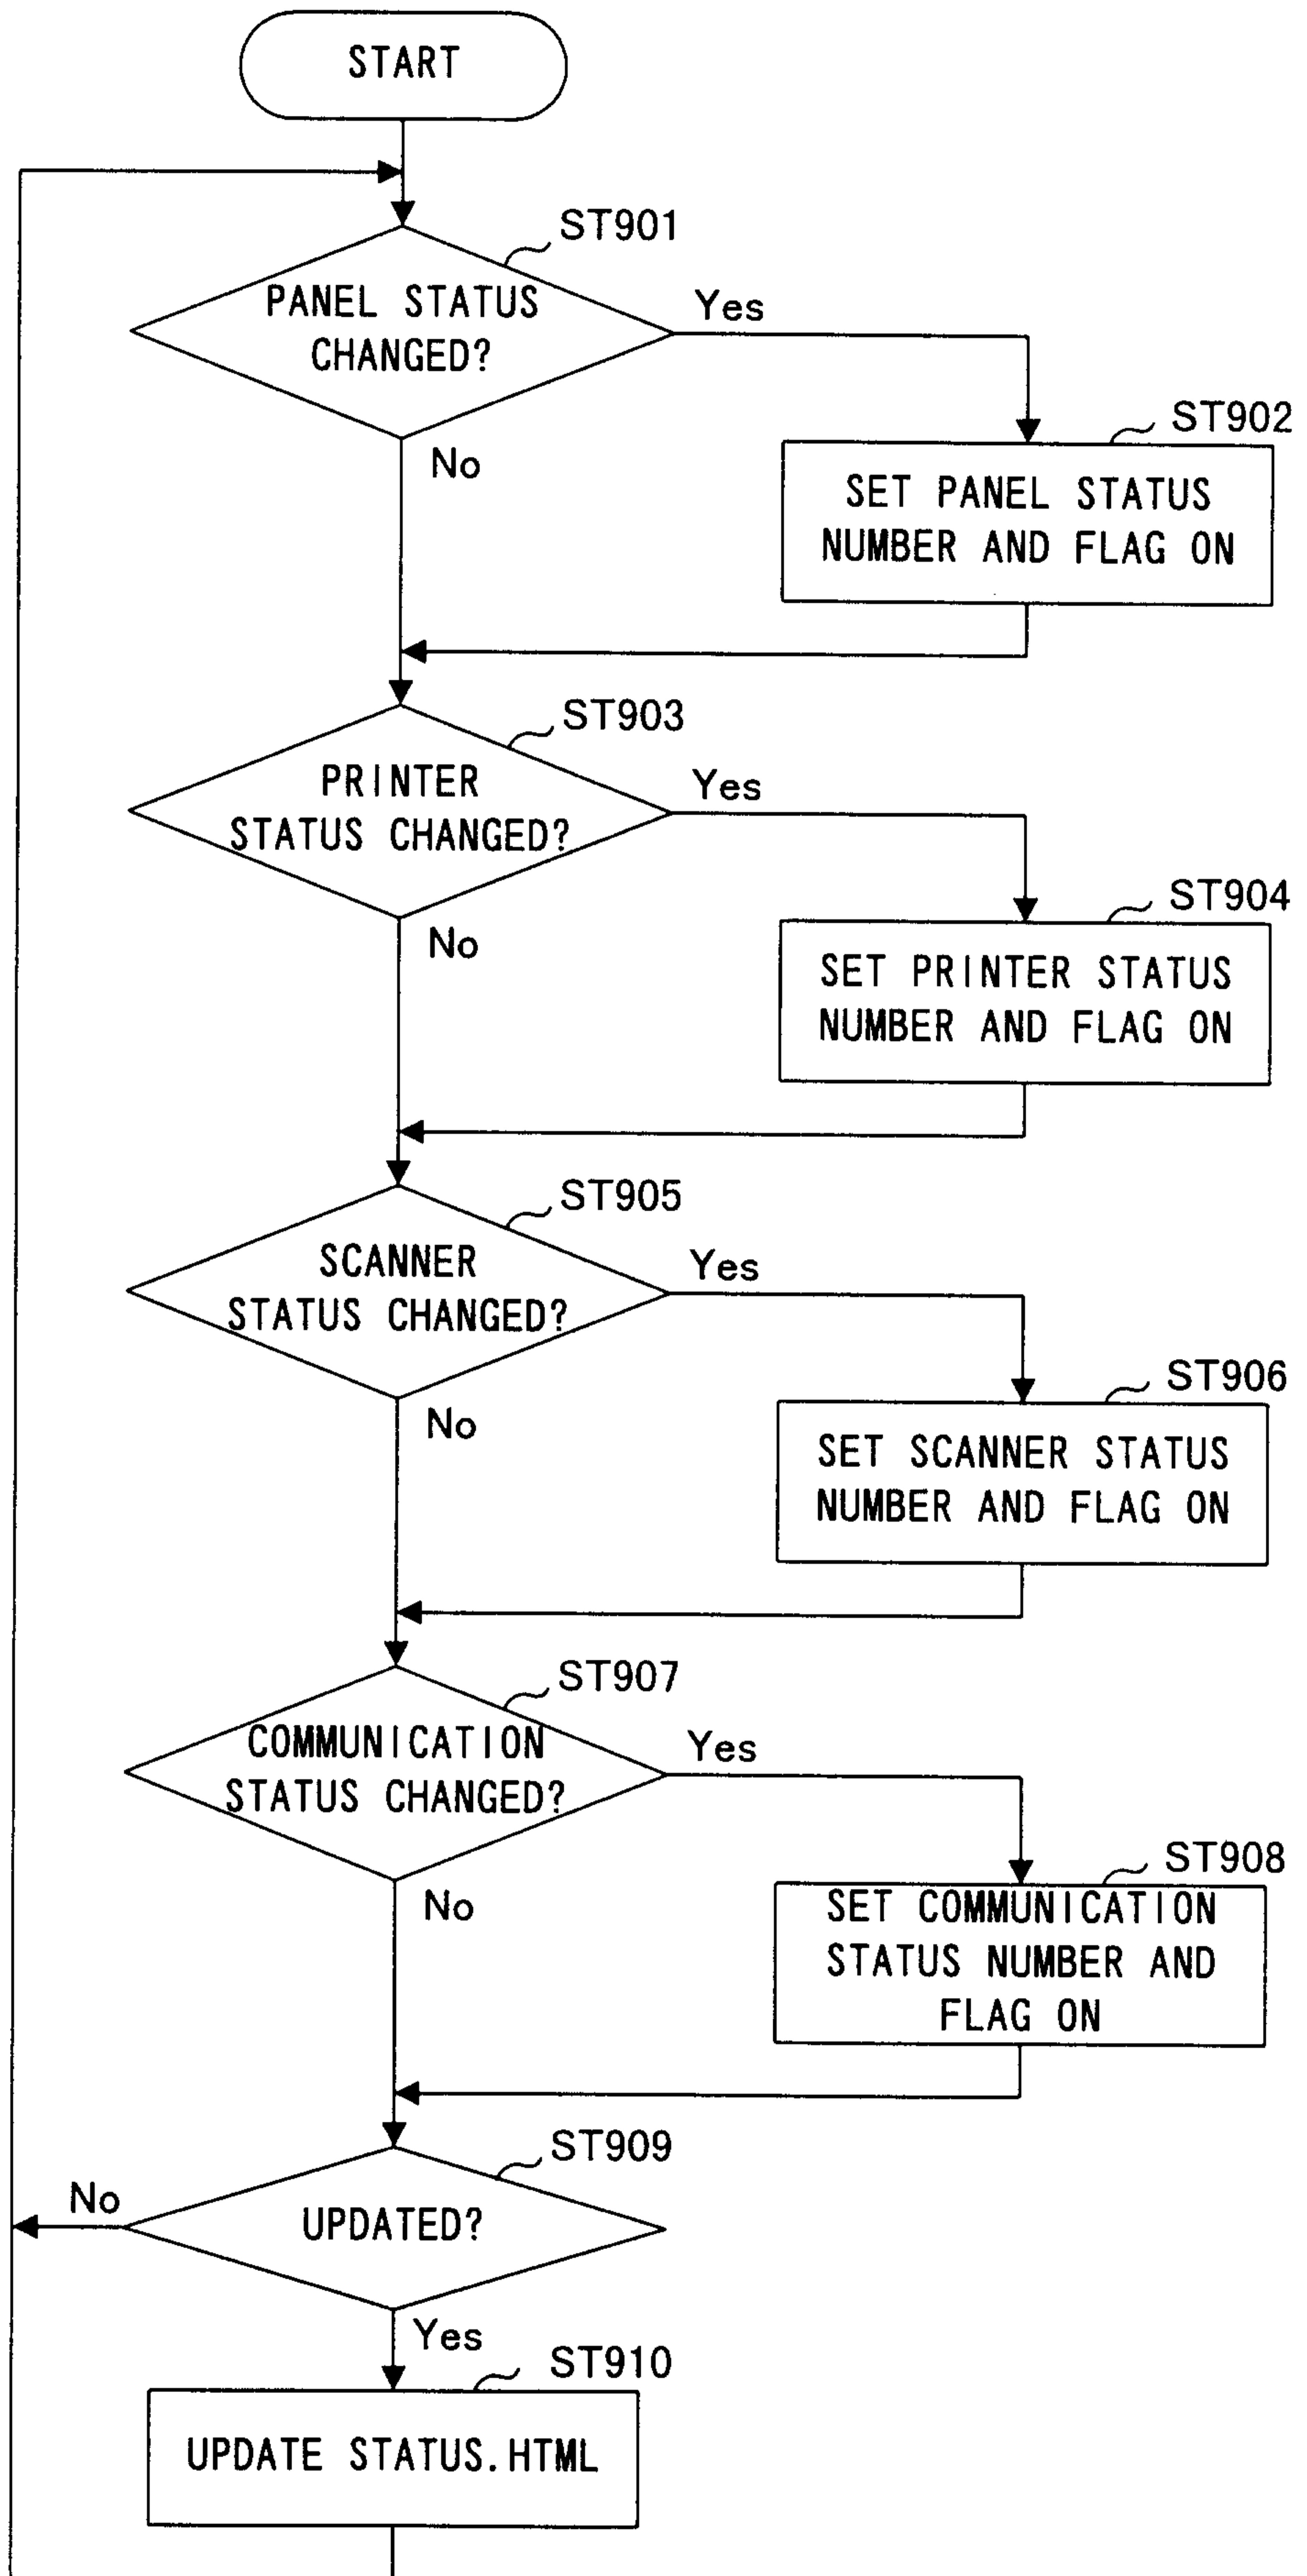 START
ST901
PANEL STATUS
CHANGED?
Yes
No
ST902
SET PANEL STATUS
NUMBER AND FLAG ON
ST903
PRINTER
STATUS CHANGED?
Yes
No
ST904
SET PRINTER STATUS
NUMBER AND FLAG ON
ST905
SCANNER
STATUS CHANGED?
Yes
No
ST906
SET SCANNER STATUS
NUMBER AND FLAG ON
ST907
COMMUNICATION
STATUS CHANGED?
Yes
No
ST908
SET COMMUNICATION
STATUS NUMBER AND
FLAG ON
ST909
UPDATED?
No
Yes
ST910
UPDATE STATUS.HTML